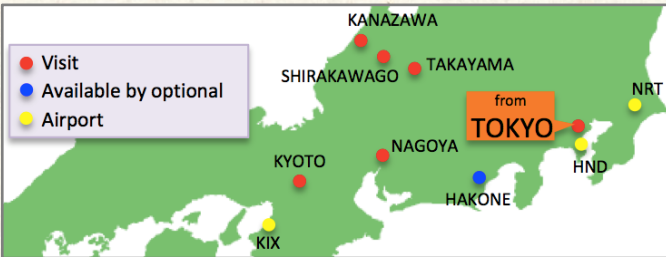 Visit
Available by optional
Airport
KANAZAWA
SHIRAKAWAGO
TAKAYAMA
NRT
from
TOKYO
HND
NAGOYA
KYOTO
HAKONE
KIX